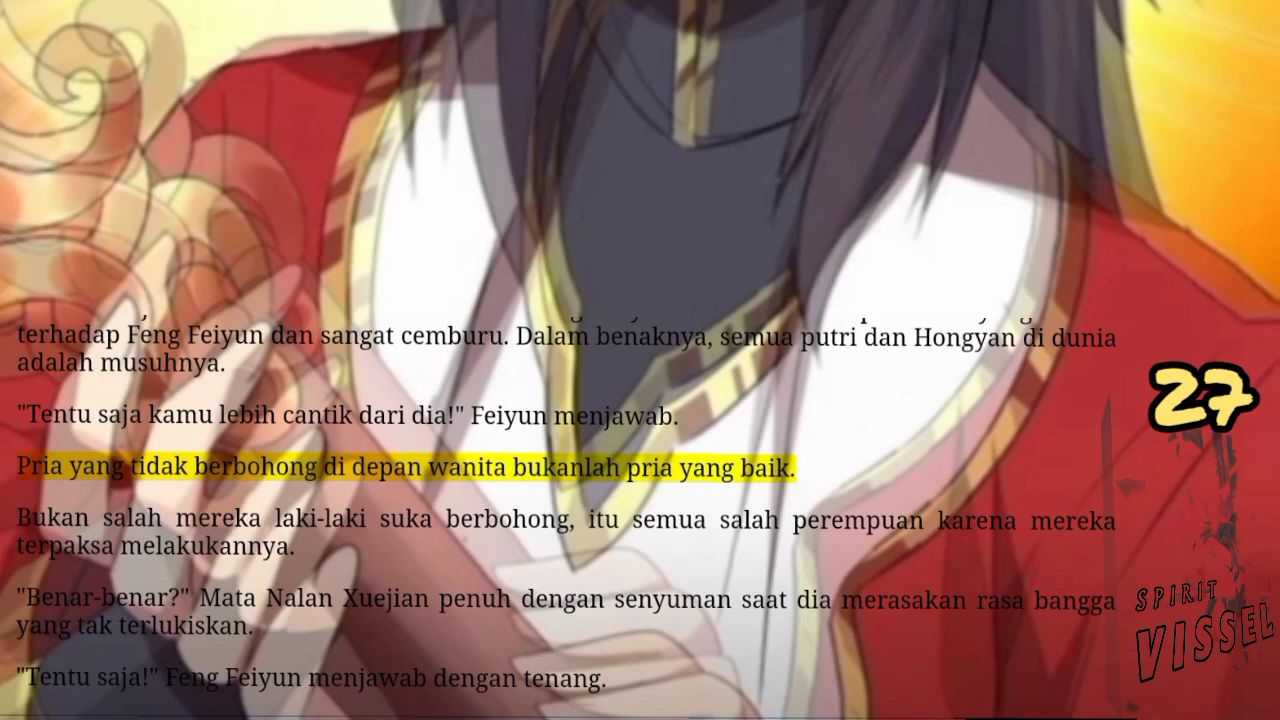 terhadap Feng Feiyun dan sangat cemburu. Dalam benaknya, semua putri dan Hongyan di dunia
adalah musuhnya.
"Tentu saja kamu lebih cantik dari dia!" Feiyun menjawab.
Pria yang tidak berbohong di depan wanita bukanlah pria yang baik.
Bukan salah mereka laki-laki suka berbohong, itu semua salah perempuan karena mereka
terpaksa melakukannya.
"Benar-benar?" Mata Nalan Xuejian penuh dengan senyuman saat dia merasakan rasa bangga
yang tak terlukiskan.
"Tentu saja!" Feng Feiyun menjawab dengan tenang.
27
SPIRIT
VISSEL